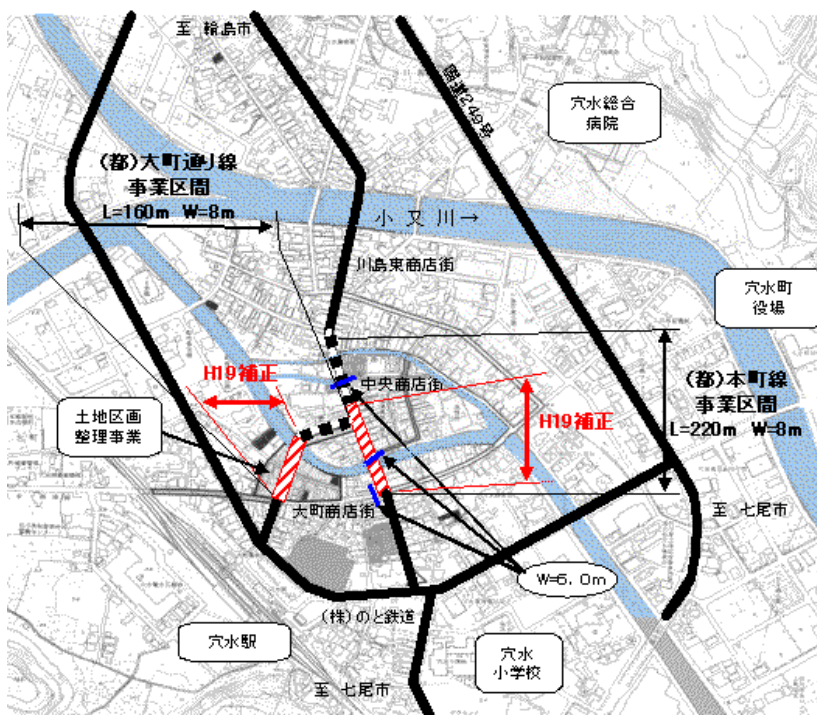 至 輪島市
国道249号
穴水総合
病院
(都)大町通り線
事業区間
L=160m W=8m
小又川→
川島東商店街
穴水町
役場
H19補正
中央商店街
(都)本町線
事業区間
L=220m W=8m
土地区画
整理事業
H19補正
大町商店街
至 七尾市
W=6.0m
(株)のと鉄道
穴水駅
穴水
小学校
至 七尾市